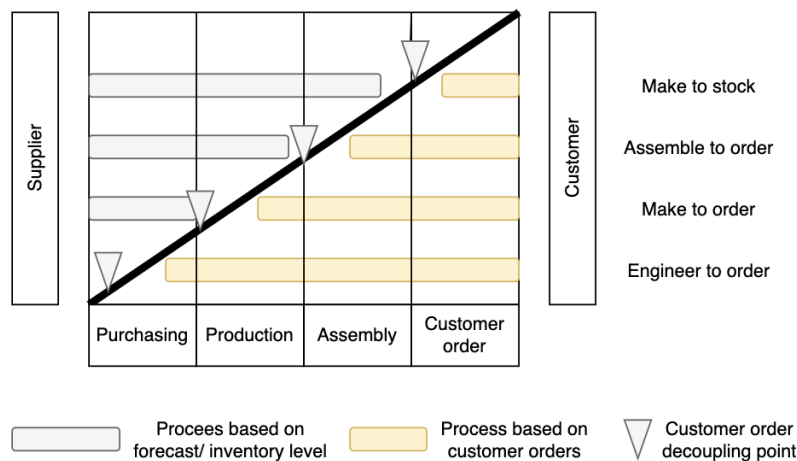 Supplier
Customer
Make to stock
Assemble to order
Make to order
Engineer to order
Purchasing
Production
Assembly
Customer
order
Procees based on
forecast/ inventory level
Process based on
customer orders
Customer order
decoupling point